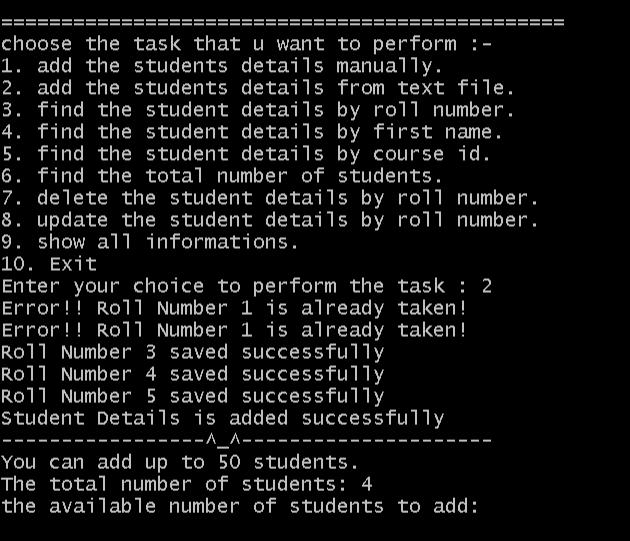 ===============================================
choose the task that u want to perform :-
1. add the students details manually.
2. add the students details from text file.
3. find the student details by roll number.
4. find the student details by first name.
5. find the student details by course id.
6. find the total number of students.
7. delete the student details by roll number.
8. update the student details by roll number.
9. show all informations.
10. Exit
Enter your choice to perform the task : 2
Error!! Roll Number 1 is already taken!
Error!! Roll Number 1 is already taken!
Roll Number 3 saved successfully
Roll Number 4 saved successfully
Roll Number 5 saved successfully
Student Details is added successfully
-----------------^_^---------------------
You can add up to 50 students.
The total number of students: 4
the available number of students to add: